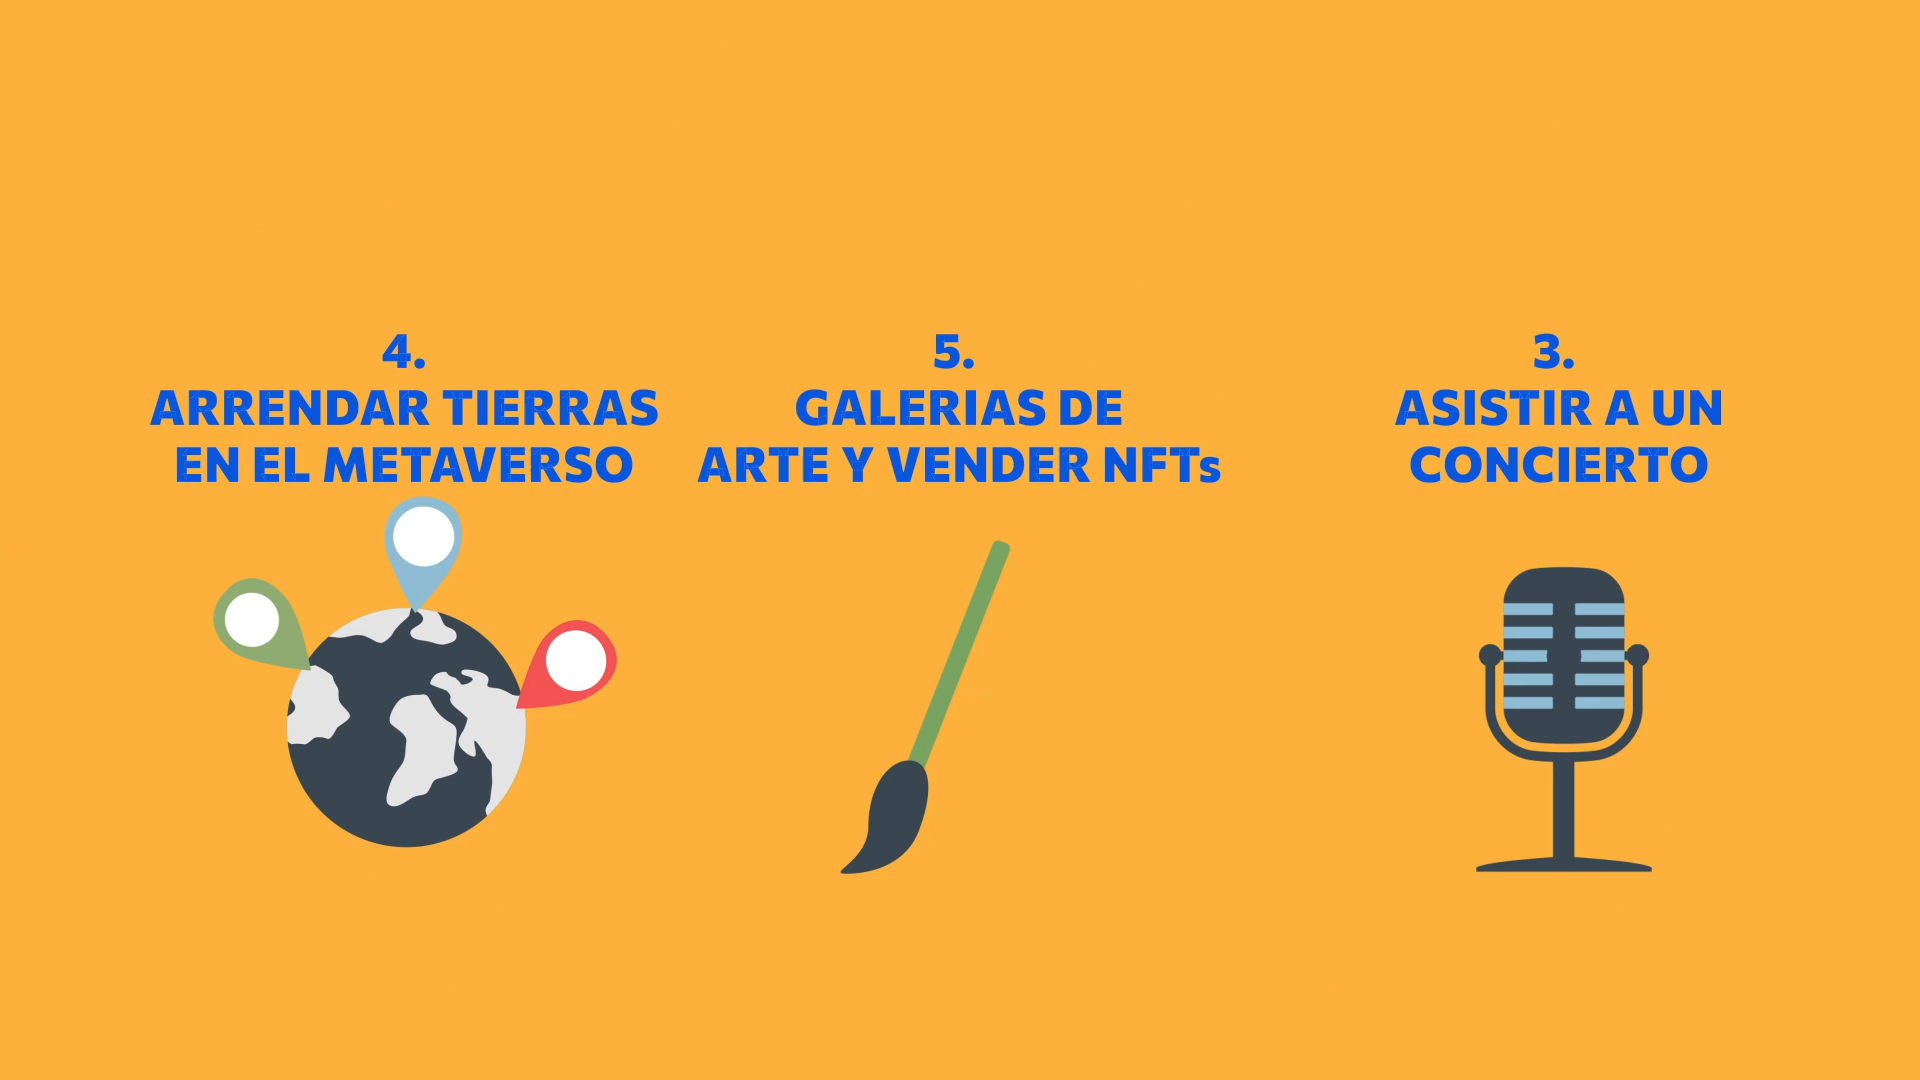 4.
ARRENDAR TIERRAS
EN EL METAVERSO
5.
GALERIAS DE
ARTE Y VENDER NFTs
3.
ASISTIR A UN
CONCIERTO